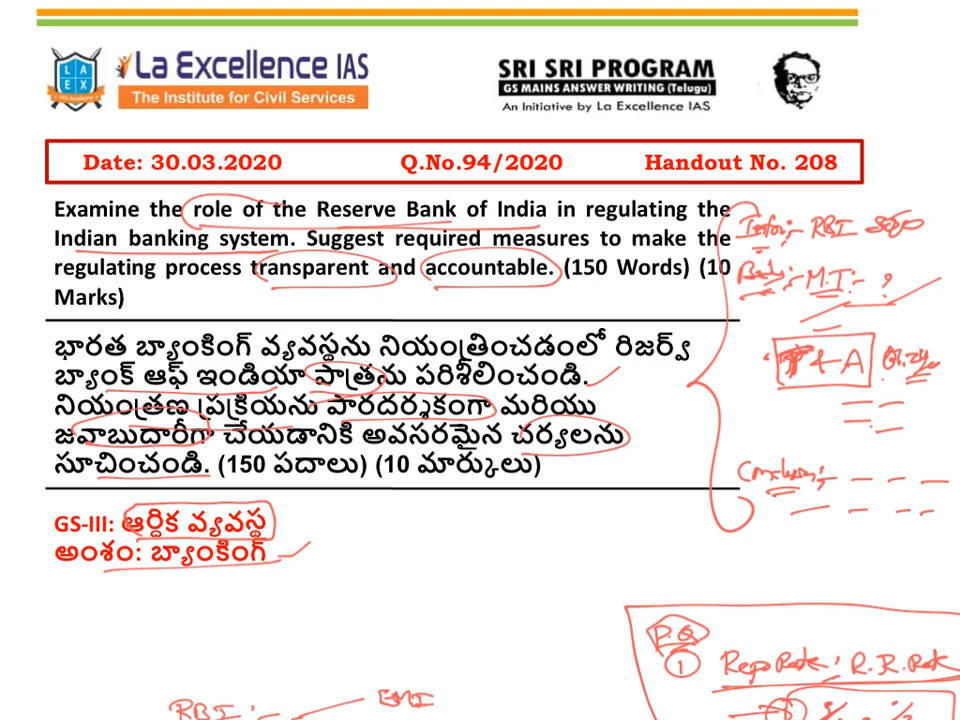 LAEX
IAS Academy
La Excellence IAS
The Institute for Civil Services
SRI SRI PROGRAM
GS MAINS ANSWER WRITING (Telugu)
An Initiative by La Excellence IAS
Date: 30.03.2020 Q.No.94/2020 Handout No. 208
Examine the role of the Reserve Bank of India in regulating the
Indian banking system. Suggest required measures to make the
regulating process transparent and accountable. (150 Words) (10
Marks)
భారత బ్యాంకింగ్ వ్యవస్థను నియంత్రించడంలో రిజర్వ్
బ్యాంక్ ఆఫ్ ఇండియా పాత్రను పరిశీలించండి.
నియంత్రణ ప్రక్రియను పారదర్శకంగా మరియు
జవాబుదారీగా చేయడానికి అవసరమైన చర్యలను
సూచించండి. (150 పదాలు) (10 మార్కులు)
GS-III: ఆర్దిక వ్యవస్థ
అంశం: బ్యాంకింగ్
RBI
Body:- M.I:- ?
T + A
Conclusion:
P.Q
1 Repo Rate: R.R. Rate
RBI:- EMI